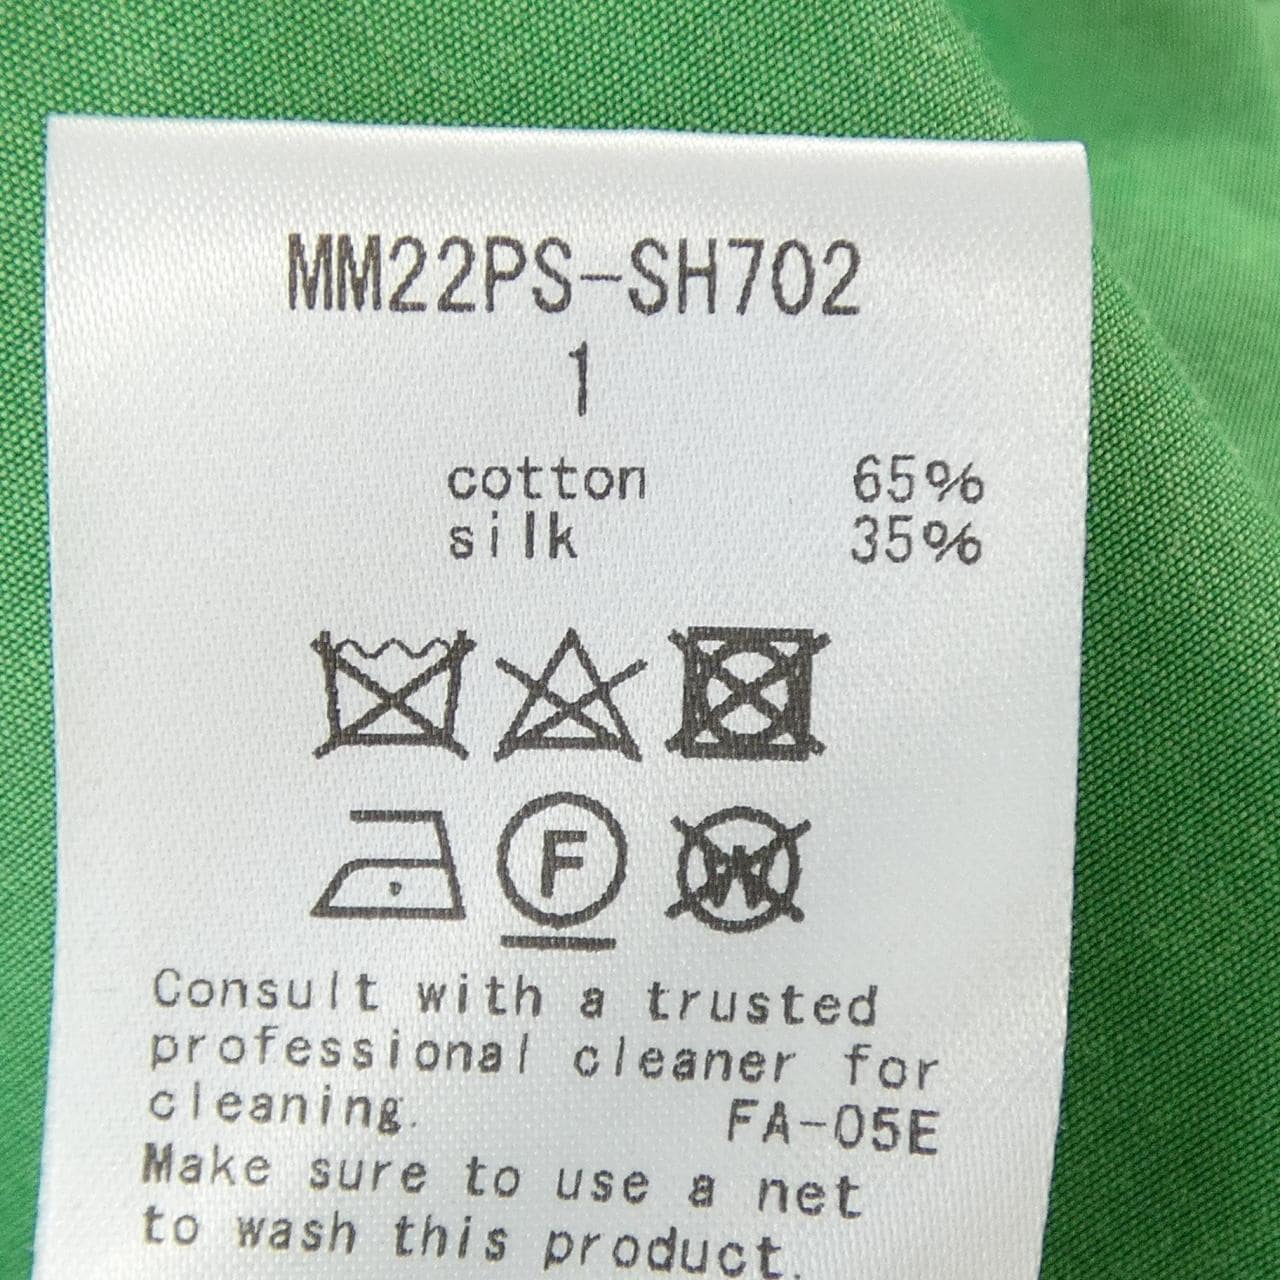 MM22PS-SH702
1
cotton 65%
silk 35%
F
W
Consult with a trusted
professional cleaner for
cleaning. FA-05E
Make sure to use a net
to wash this product.